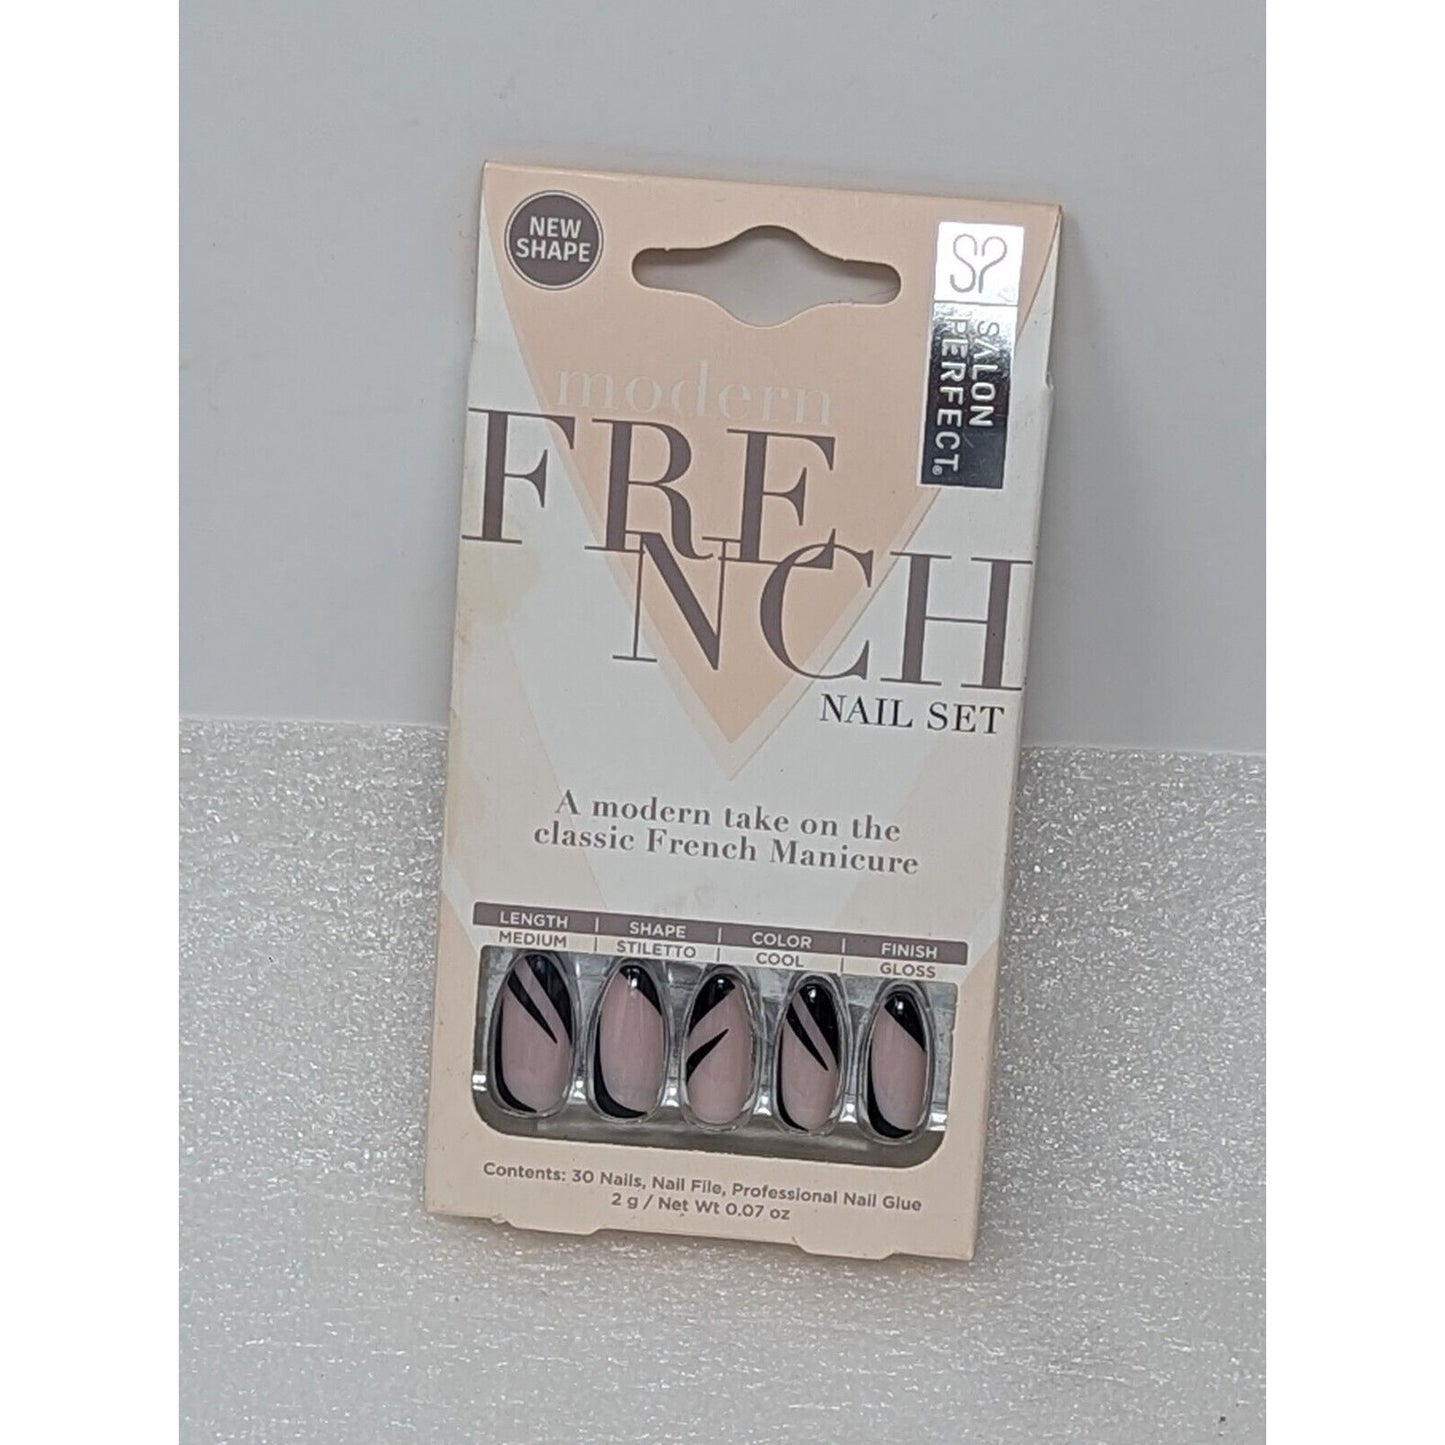 NEW
SHAPE
SP
SALON
PERFECT®
modern
FRE
NCH
NAIL SET
A modern take on the
classic French Manicure
LENGTH | SHAPE | COLOR | FINISH
MEDIUM | STILETTO | COOL | GLOSS
Contents: 30 Nails, Nail File, Professional Nail Glue
2 g / Net Wt 0.07 oz